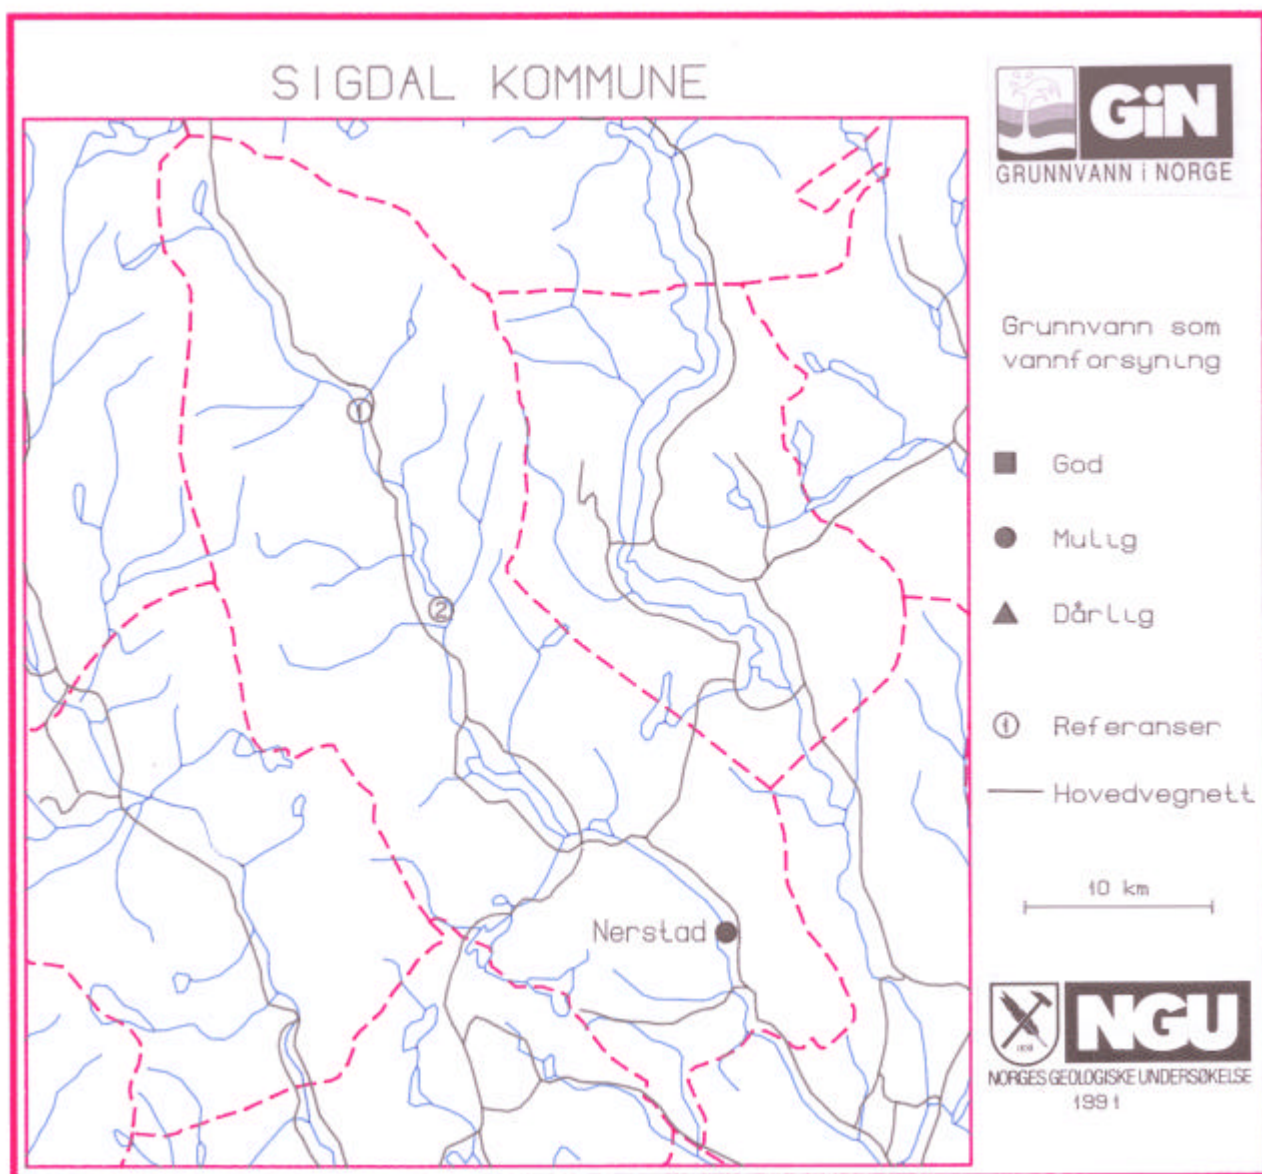 SIGDAL KOMMUNE
GiN
GRUNNVANN i NORGE
Grunnvann som
vannforsyning
God
Mulig
Dårlig
1 Referanser
Hovedvegnett
10 km
1
2
Nerstad
NGU
NORGES GEOLOGISKE UNDERSØKELSE
1991